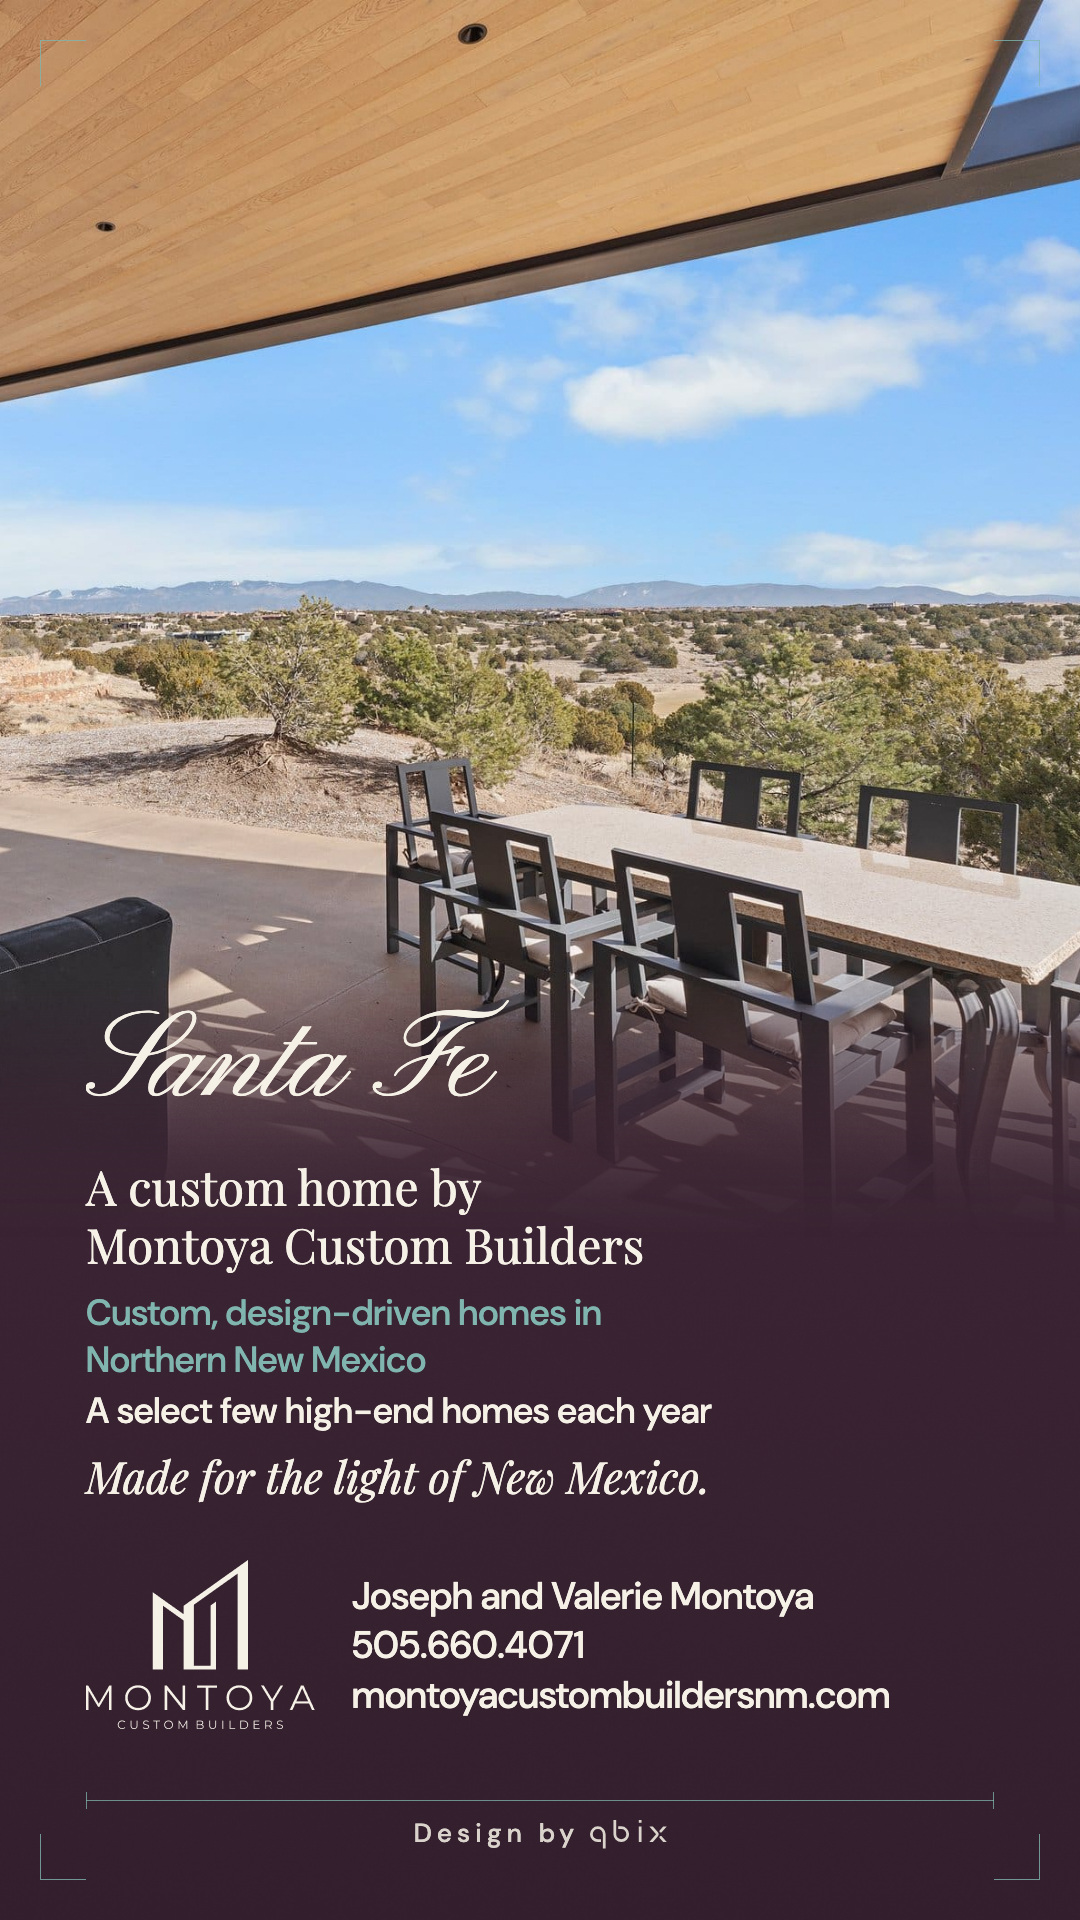 Santa Fe
A custom home by
Montoya Custom Builders
Custom, design-driven homes in
Northern New Mexico
A select few high-end homes each year
Made for the light of New Mexico.
Joseph and Valerie Montoya
505.660.4071
montoyacustombuildersnm.com
MONTOYA
CUSTOM BUILDERS
Design by qbix